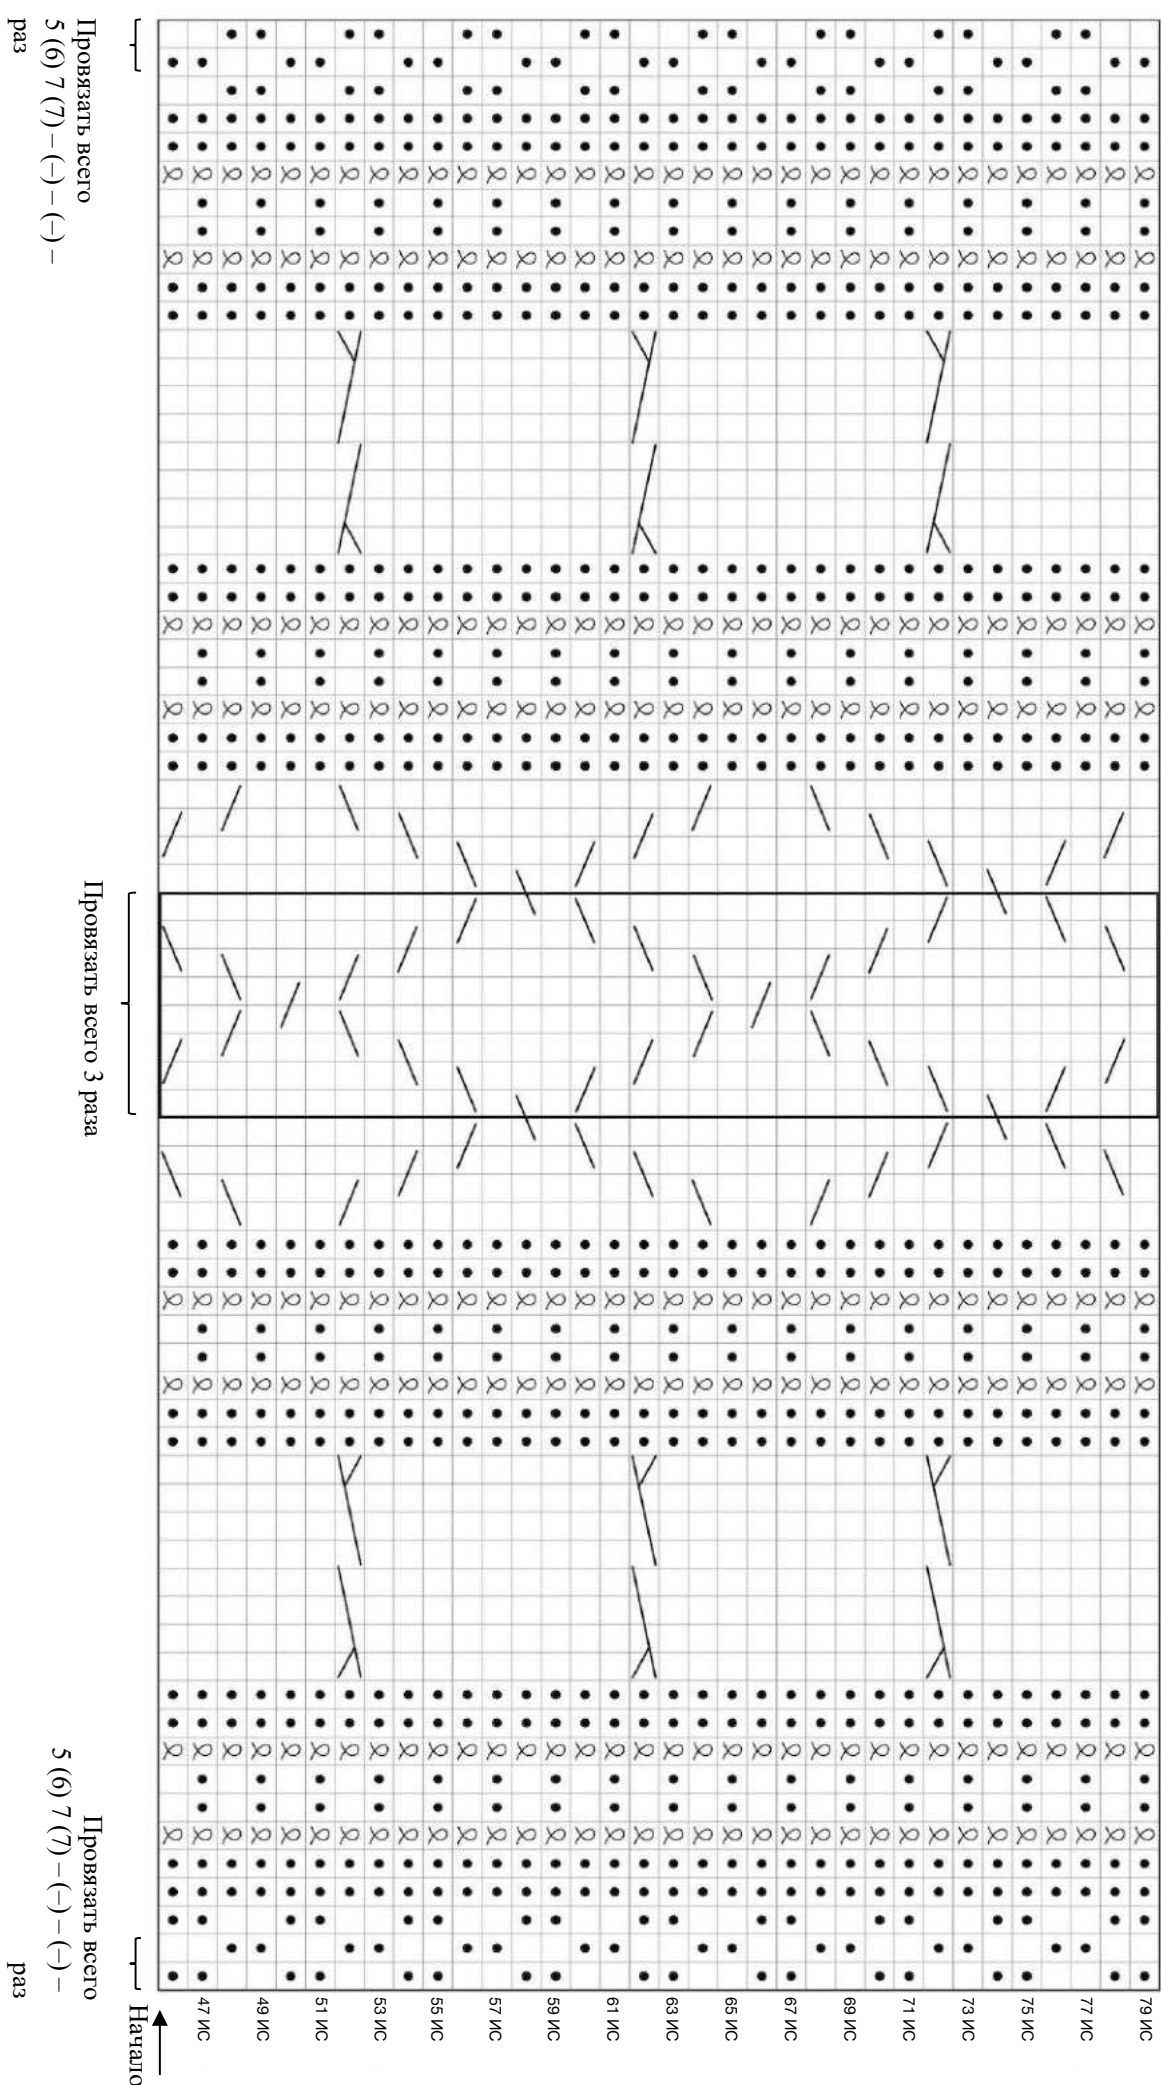 Провязать всего
5 (6) 7 (7) – (–) – (–) –
раз
Провязать всего 3 раза
Провязать всего
5 (6) 7 (7) – (–) – (–) –
раз
79 ИС
77 ИС
75 ИС
73 ИС
71 ИС
69 ИС
67 ИС
65 ИС
63 ИС
61 ИС
59 ИС
57 ИС
55 ИС
53 ИС
51 ИС
49 ИС
47 ИС
Начало